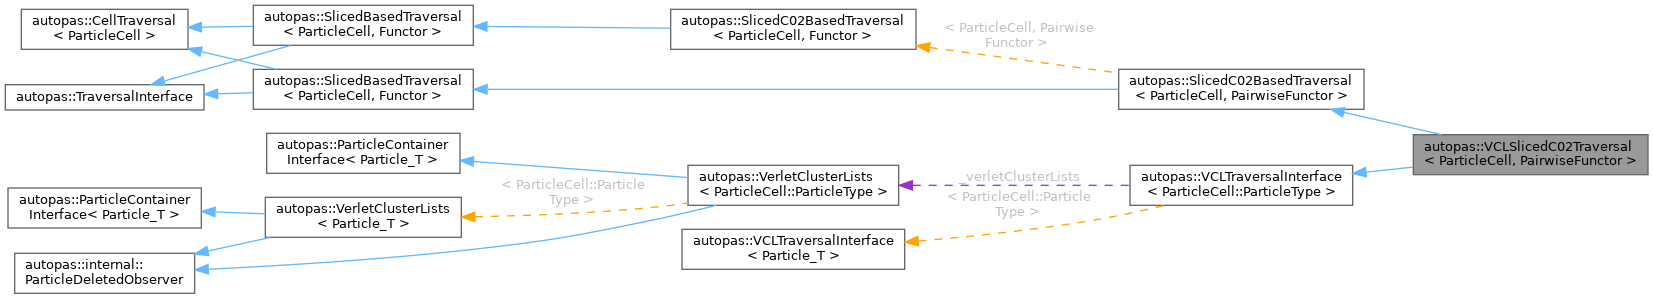 autopas::CellTraversal
< ParticleCell >
autopas::TraversalInterface
autopas::SlicedBasedTraversal
< ParticleCell, Functor >
autopas::SlicedBasedTraversal
< ParticleCell, Functor >
autopas::SlicedC02BasedTraversal
< ParticleCell, Functor >
< ParticleCell, Pairwise
Functor >
autopas::SlicedC02BasedTraversal
< ParticleCell, PairwiseFunctor >
autopas::VCLSlicedC02Traversal
< ParticleCell, PairwiseFunctor >
autopas::ParticleContainer
Interface< Particle_T >
autopas::ParticleContainer
Interface< Particle_T >
autopas::internal::
ParticleDeletedObserver
autopas::VerletClusterLists
< Particle_T >
< ParticleCell::Particle
Type >
autopas::VerletClusterLists
< ParticleCell::ParticleType >
_verletClusterLists
< ParticleCell::Particle
Type >
autopas::VCLTraversalInterface
< ParticleCell::ParticleType >
autopas::VCLTraversalInterface
< Particle_T >